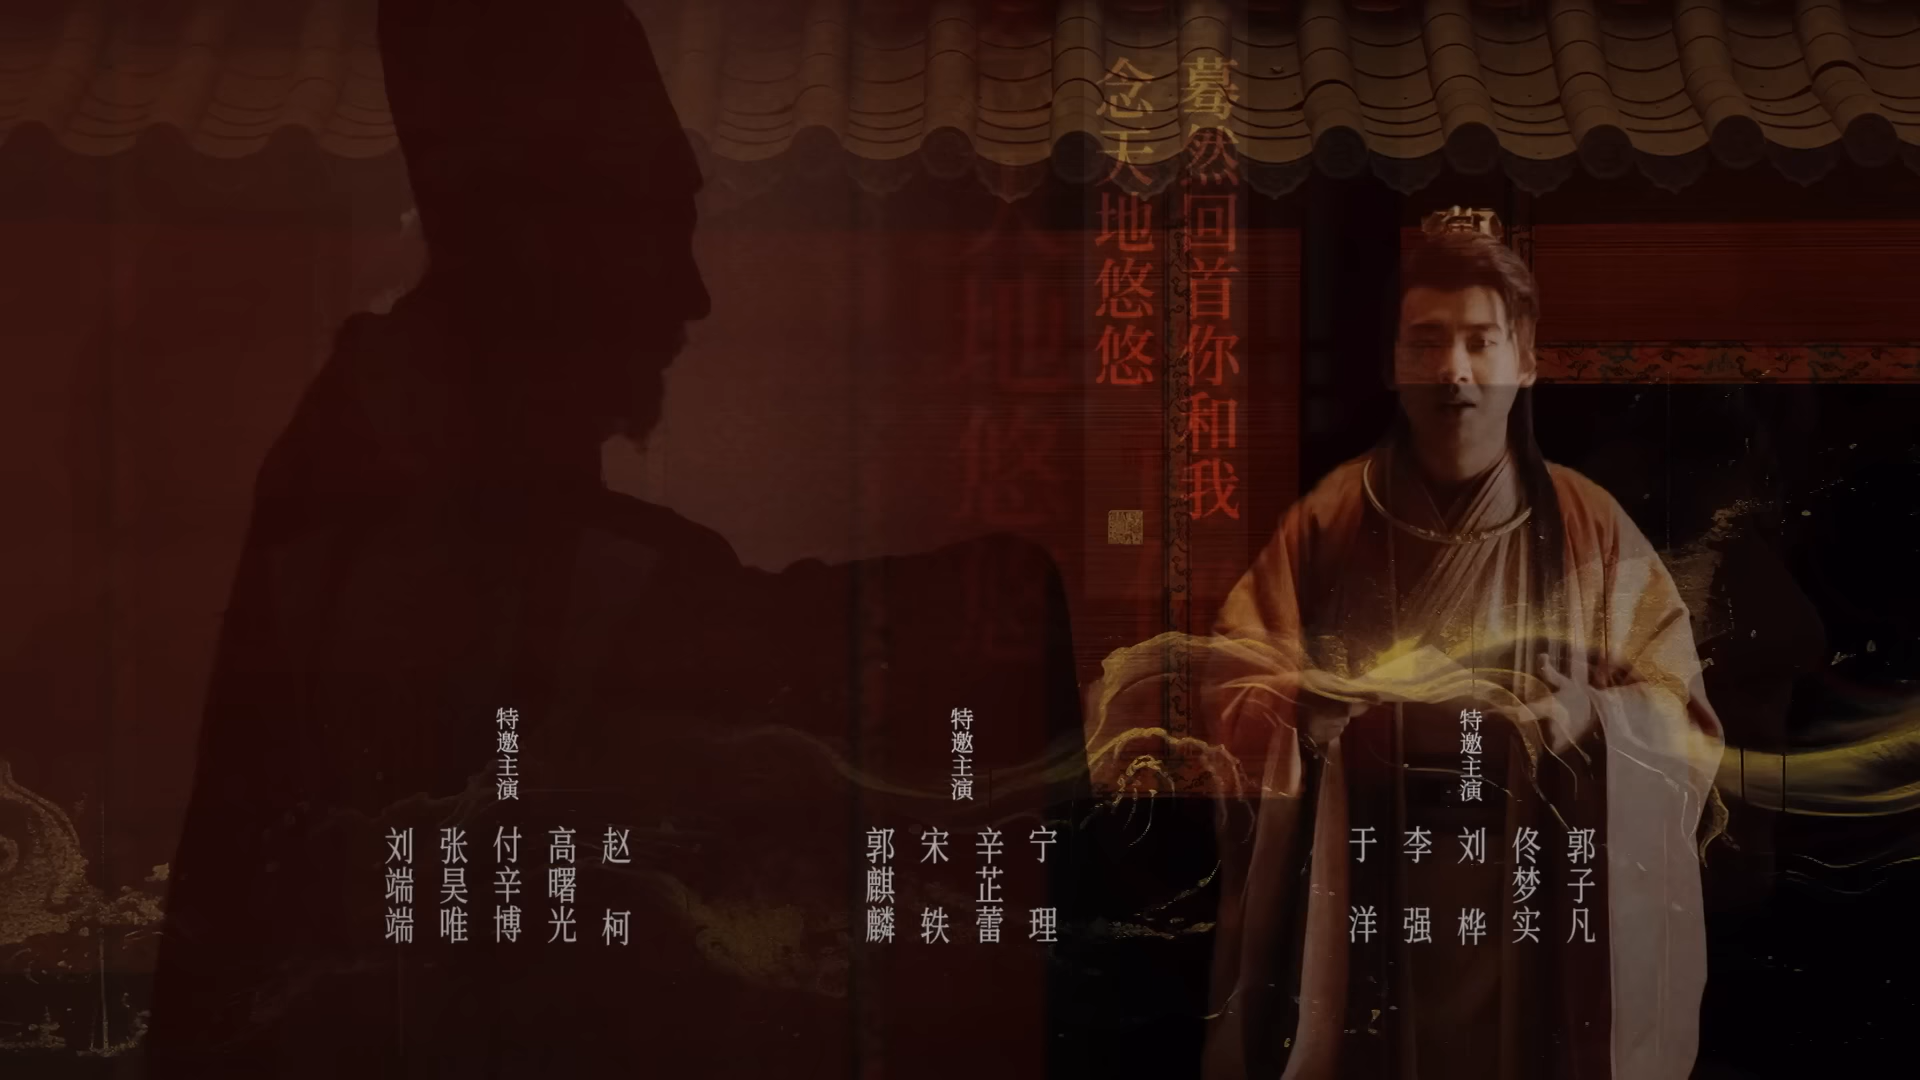 蓦然回首你和我
念天地悠悠
地悠
特邀主演
郭子凡
佟梦实
刘桦
李强
于洋
特邀主演
宁理
辛芷蕾
宋轶
郭麒麟
特邀主演
赵柯
高曙光
付辛博
张昊唯
刘端端